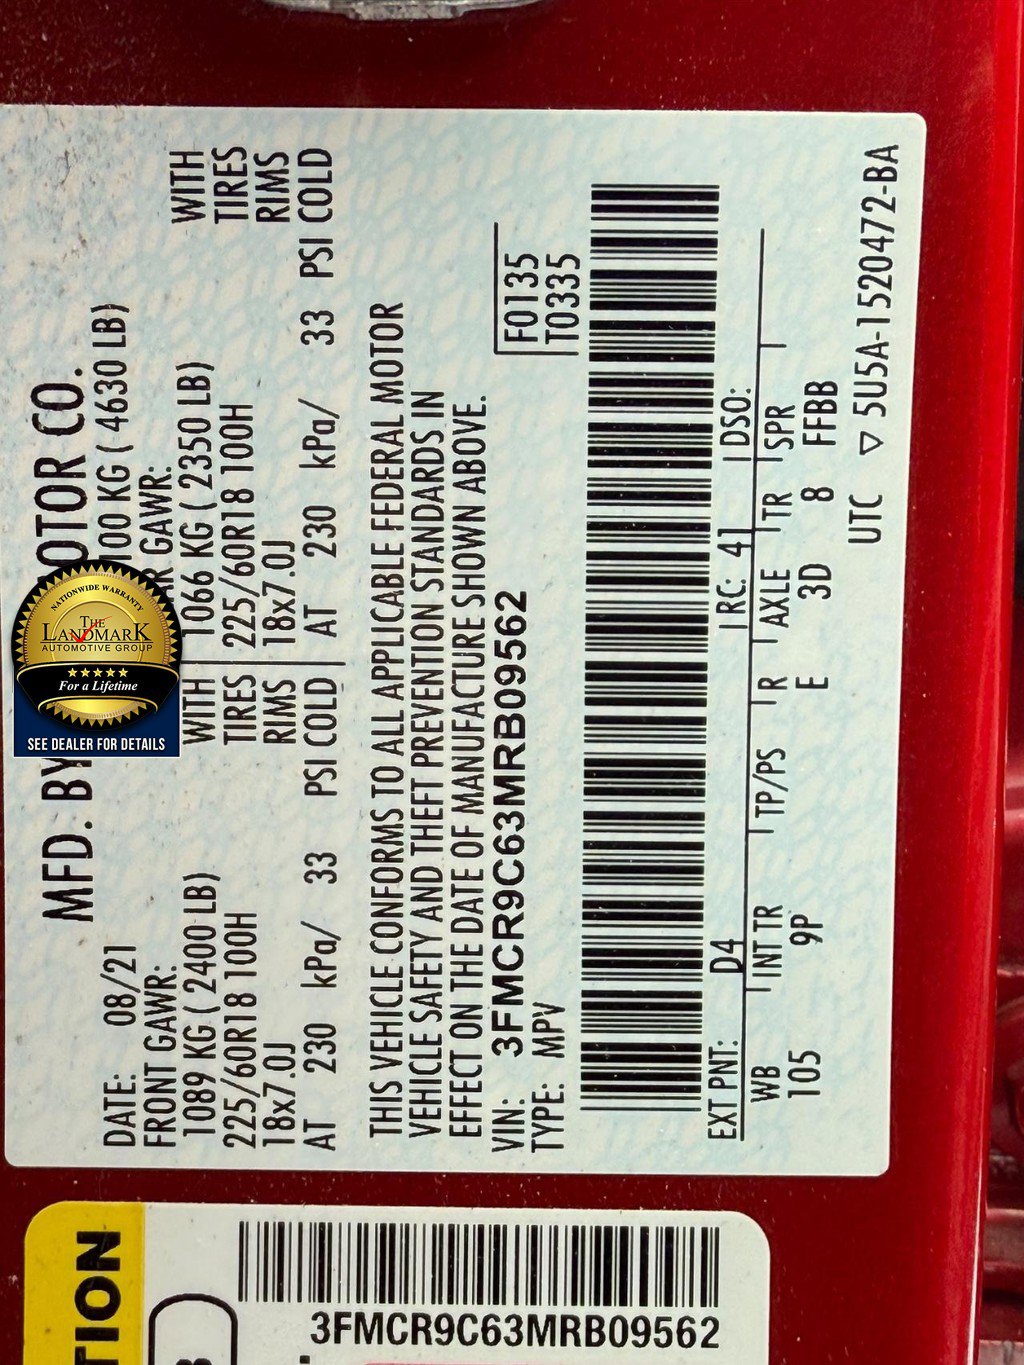 MFD. BY OTOR CO.
DATE: 08/21
100 KG ( 4630 LB)
FRONT GAWR:
R GAWR:
1089 KG ( 2400 LB) WITH 1066 KG ( 2350 LB) WITH
225/60R18 100H TIRES 225/60R18 100H TIRES
18x7.0J RIMS 18x7.0J RIMS
AT 230 kPa/ 33 PSI COLD AT 230 kPa/ 33 PSI COLD
THIS VEHICLE CONFORMS TO ALL APPLICABLE FEDERAL MOTOR
VEHICLE SAFETY AND THEFT PREVENTION STANDARDS IN
EFFECT ON THE DATE OF MANUFACTURE SHOWN ABOVE.
VIN: 3FMCR9C63MRB09562
TYPE: MPV
F0135
T0335
EXT PNT: D4 RC: 41 DSO:
WB INT TR TP/PS R AXLE TR SPR
105 9P E 3D 8 FFBB
UTC ▽ 5U5A-1520472-BA
NATIONWIDE WARRANTY
THE
LANDMARK
AUTOMOTIVE GROUP
★★★★★
For a Lifetime
SEE DEALER FOR DETAILS
TION
3FMCR9C63MRB09562